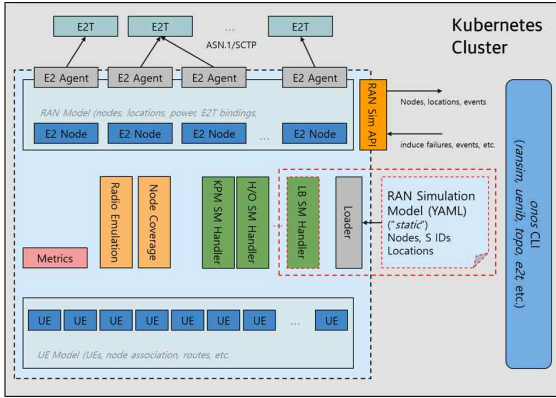 Kubernetes
Cluster
E2T
E2T
...
E2T
ASN.1/SCTP
E2 Agent
E2 Agent
E2 Agent
E2 Agent
RAN Model (nodes, locations, power, E2T bindings,
E2 Node
E2 Node
E2 Node
...
E2 Node
RAN Sim API
Nodes, locations, events
induce failures, events, etc.
Radio Emulation
Node Coverage
KPM SM Handler
H/O SM Handler
...
LB SM Handler
Loader
RAN Simulation
Model (YAML)
("static")
Nodes, S IDs
Locations
Metrics
UE
UE
UE
UE
UE
UE
UE
...
UE
UE Model (UEs, node association, routes, etc.
onos CLI
(ransim, uenib, topo, e2t,
etc.)